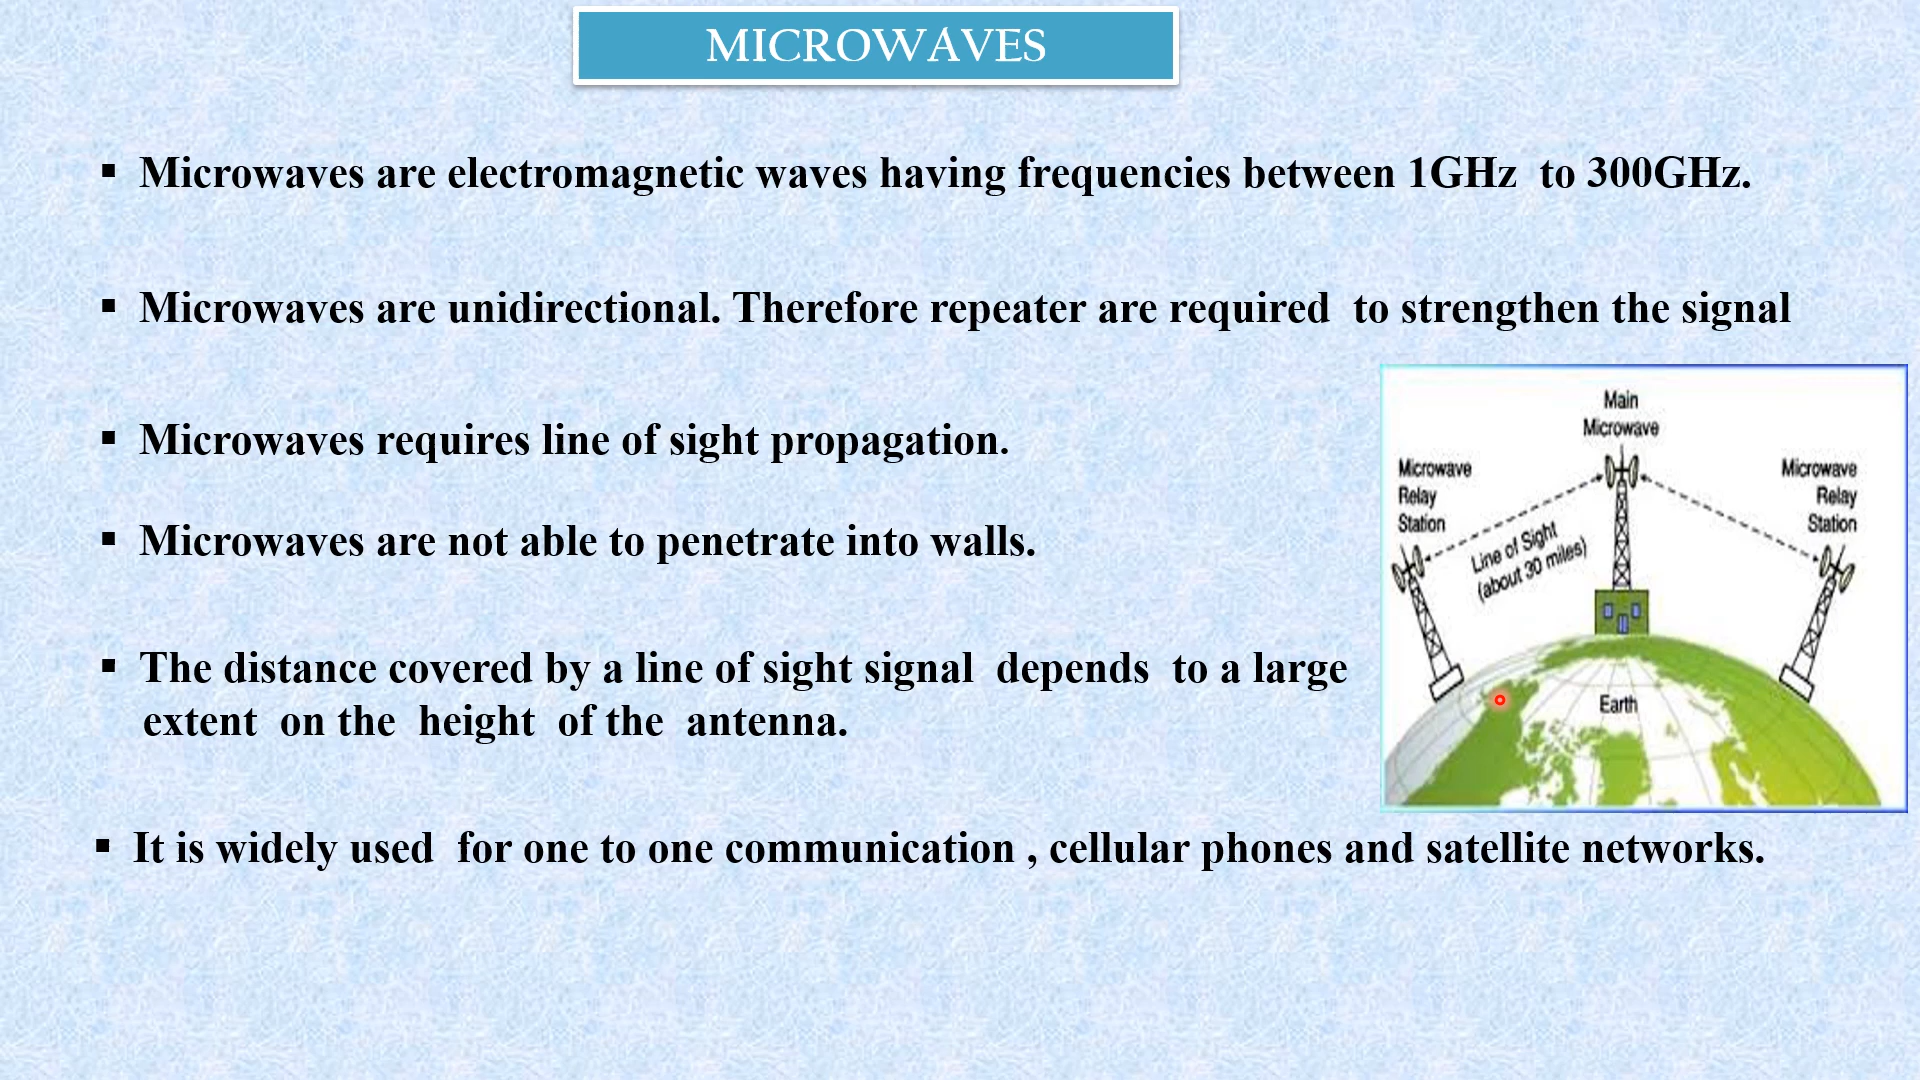 MICROWAVES
▪ Microwaves are electromagnetic waves having frequencies between 1GHz to 300GHz.
▪ Microwaves are unidirectional. Therefore repeater are required to strengthen the signal
▪ Microwaves requires line of sight propagation.
▪ Microwaves are not able to penetrate into walls.
▪ The distance covered by a line of sight signal depends to a large
extent on the height of the antenna.
Main
Microwave
Microwave
Relay
Station
Microwave
Relay
Station
Line of Sight
(about 30 miles)
Earth
▪ It is widely used for one to one communication , cellular phones and satellite networks.